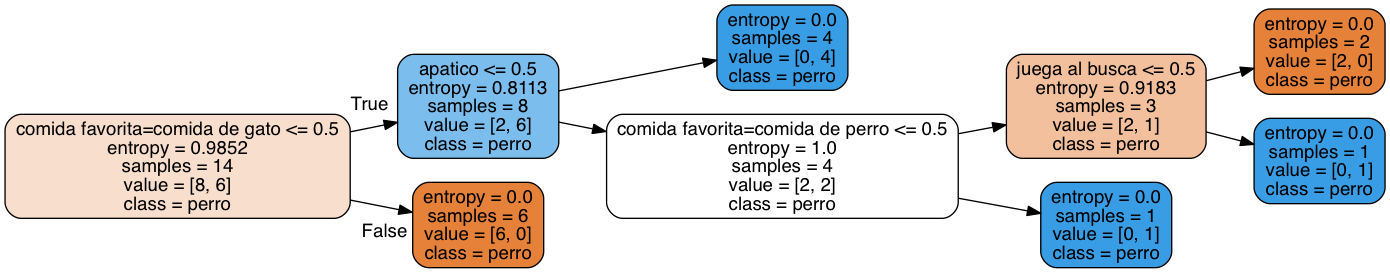 comida favorita=comida de gato <= 0.5
entropy = 0.9852
samples = 14
value = [8, 6]
class = perro
True
False
apatico <= 0.5
entropy = 0.8113
samples = 8
value = [2, 6]
class = perro
entropy = 0.0
samples = 6
value = [6, 0]
class = perro
entropy = 0.0
samples = 4
value = [0, 4]
class = perro
comida favorita=comida de perro <= 0.5
entropy = 1.0
samples = 4
value = [2, 2]
class = perro
juega al busca <= 0.5
entropy = 0.9183
samples = 3
value = [2, 1]
class = perro
entropy = 0.0
samples = 1
value = [0, 1]
class = perro
entropy = 0.0
samples = 2
value = [2, 0]
class = perro
entropy = 0.0
samples = 1
value = [0, 1]
class = perro